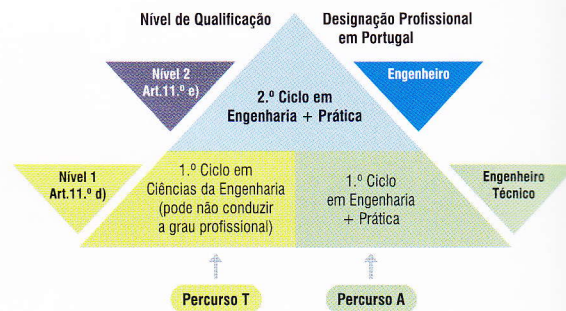 Nível de Qualificação
Designação Profissional
em Portugal
Nível 2
Art.11.º e)
2.º Ciclo em
Engenharia + Prática
Engenheiro
Nível 1
Art.11.º d)
1.º Ciclo em
Ciências da Engenharia
(pode não conduzir
a grau profissional)
1.º Ciclo
em Engenharia
+ Prática
Engenheiro
Técnico
Percurso T
Percurso A